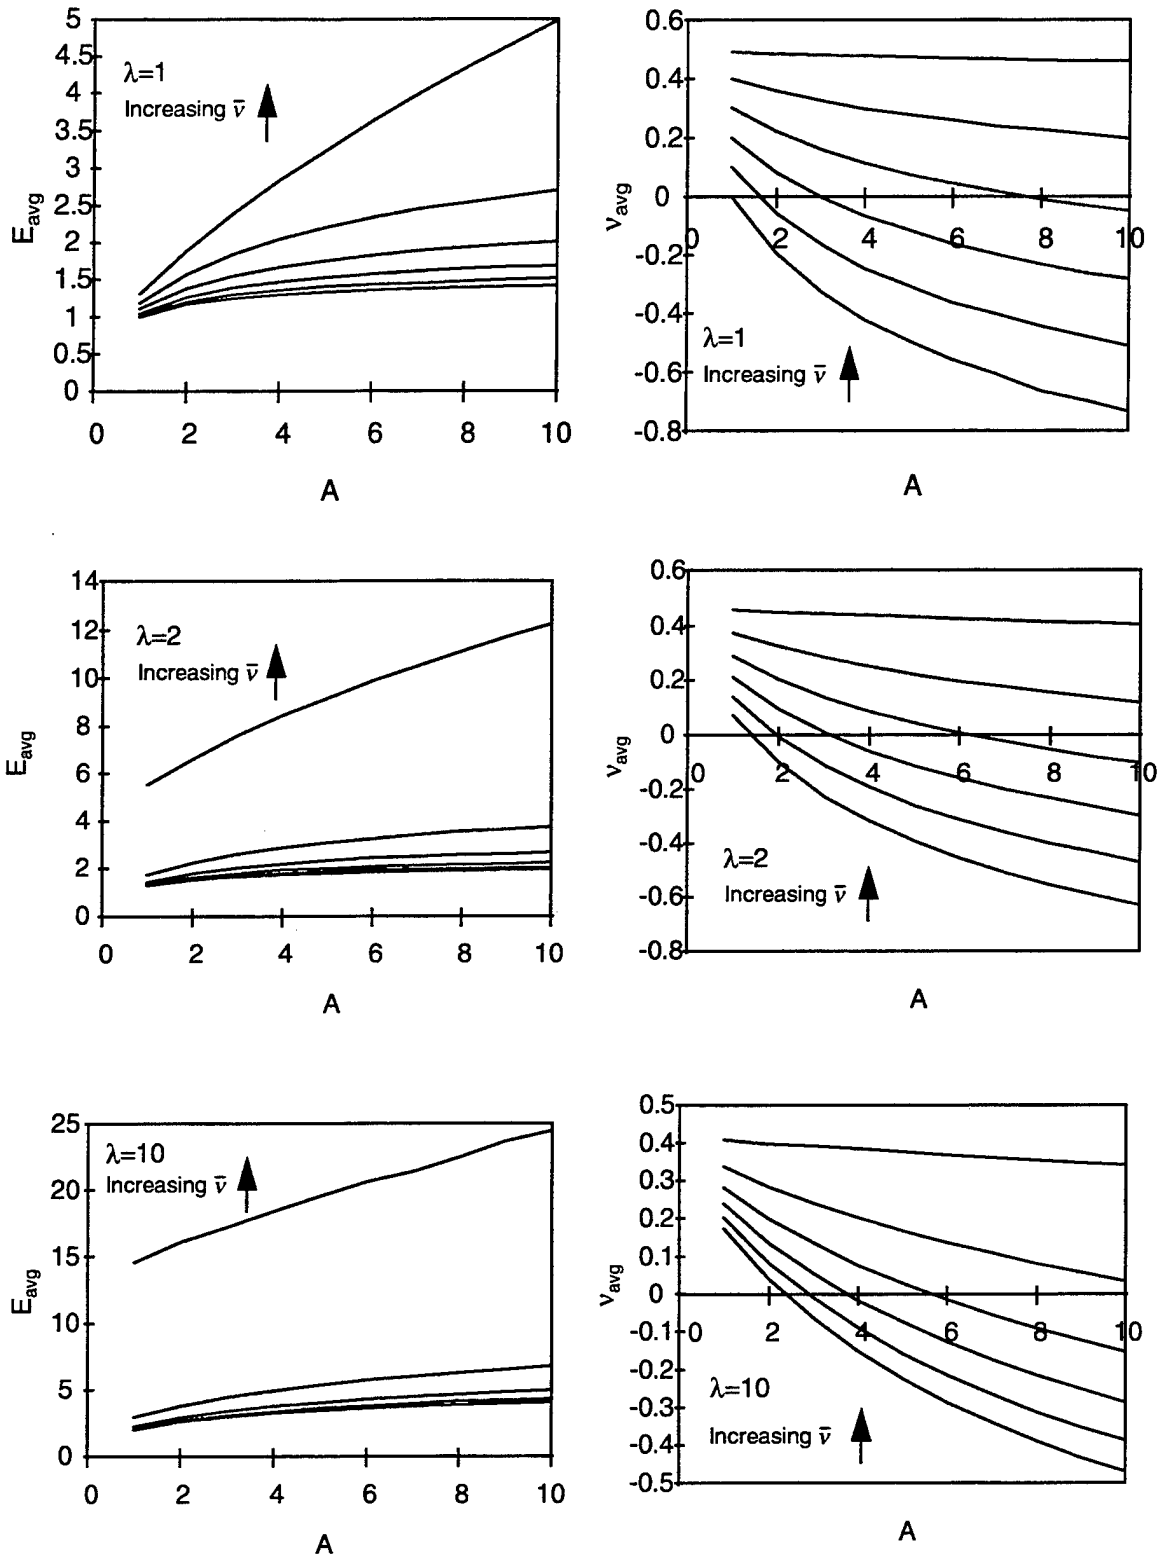 5
4.5
4
3.5
3
2.5
2
1.5
1
0.5
0
E_avg
λ=1
Increasing ν̄
0 2 4 6 8 10
A
0.6
0.4
0.2
0
-0.2
-0.4
-0.6
-0.8
ν_avg
0 2 4 6 8 10
λ=1
Increasing ν̄
A
14
12
10
8
6
4
2
0
E_avg
λ=2
Increasing ν̄
0 2 4 6 8 10
A
0.6
0.4
0.2
0
-0.2
-0.4
-0.6
-0.8
ν_avg
0 2 4 6 8 10
λ=2
Increasing ν̄
A
25
20
15
10
5
0
E_avg
λ=10
Increasing ν̄
0 2 4 6 8 10
A
0.5
0.4
0.3
0.2
0.1
0
-0.1
-0.2
-0.3
-0.4
-0.5
ν_avg
0 2 4 6 8 10
λ=10
Increasing ν̄
A